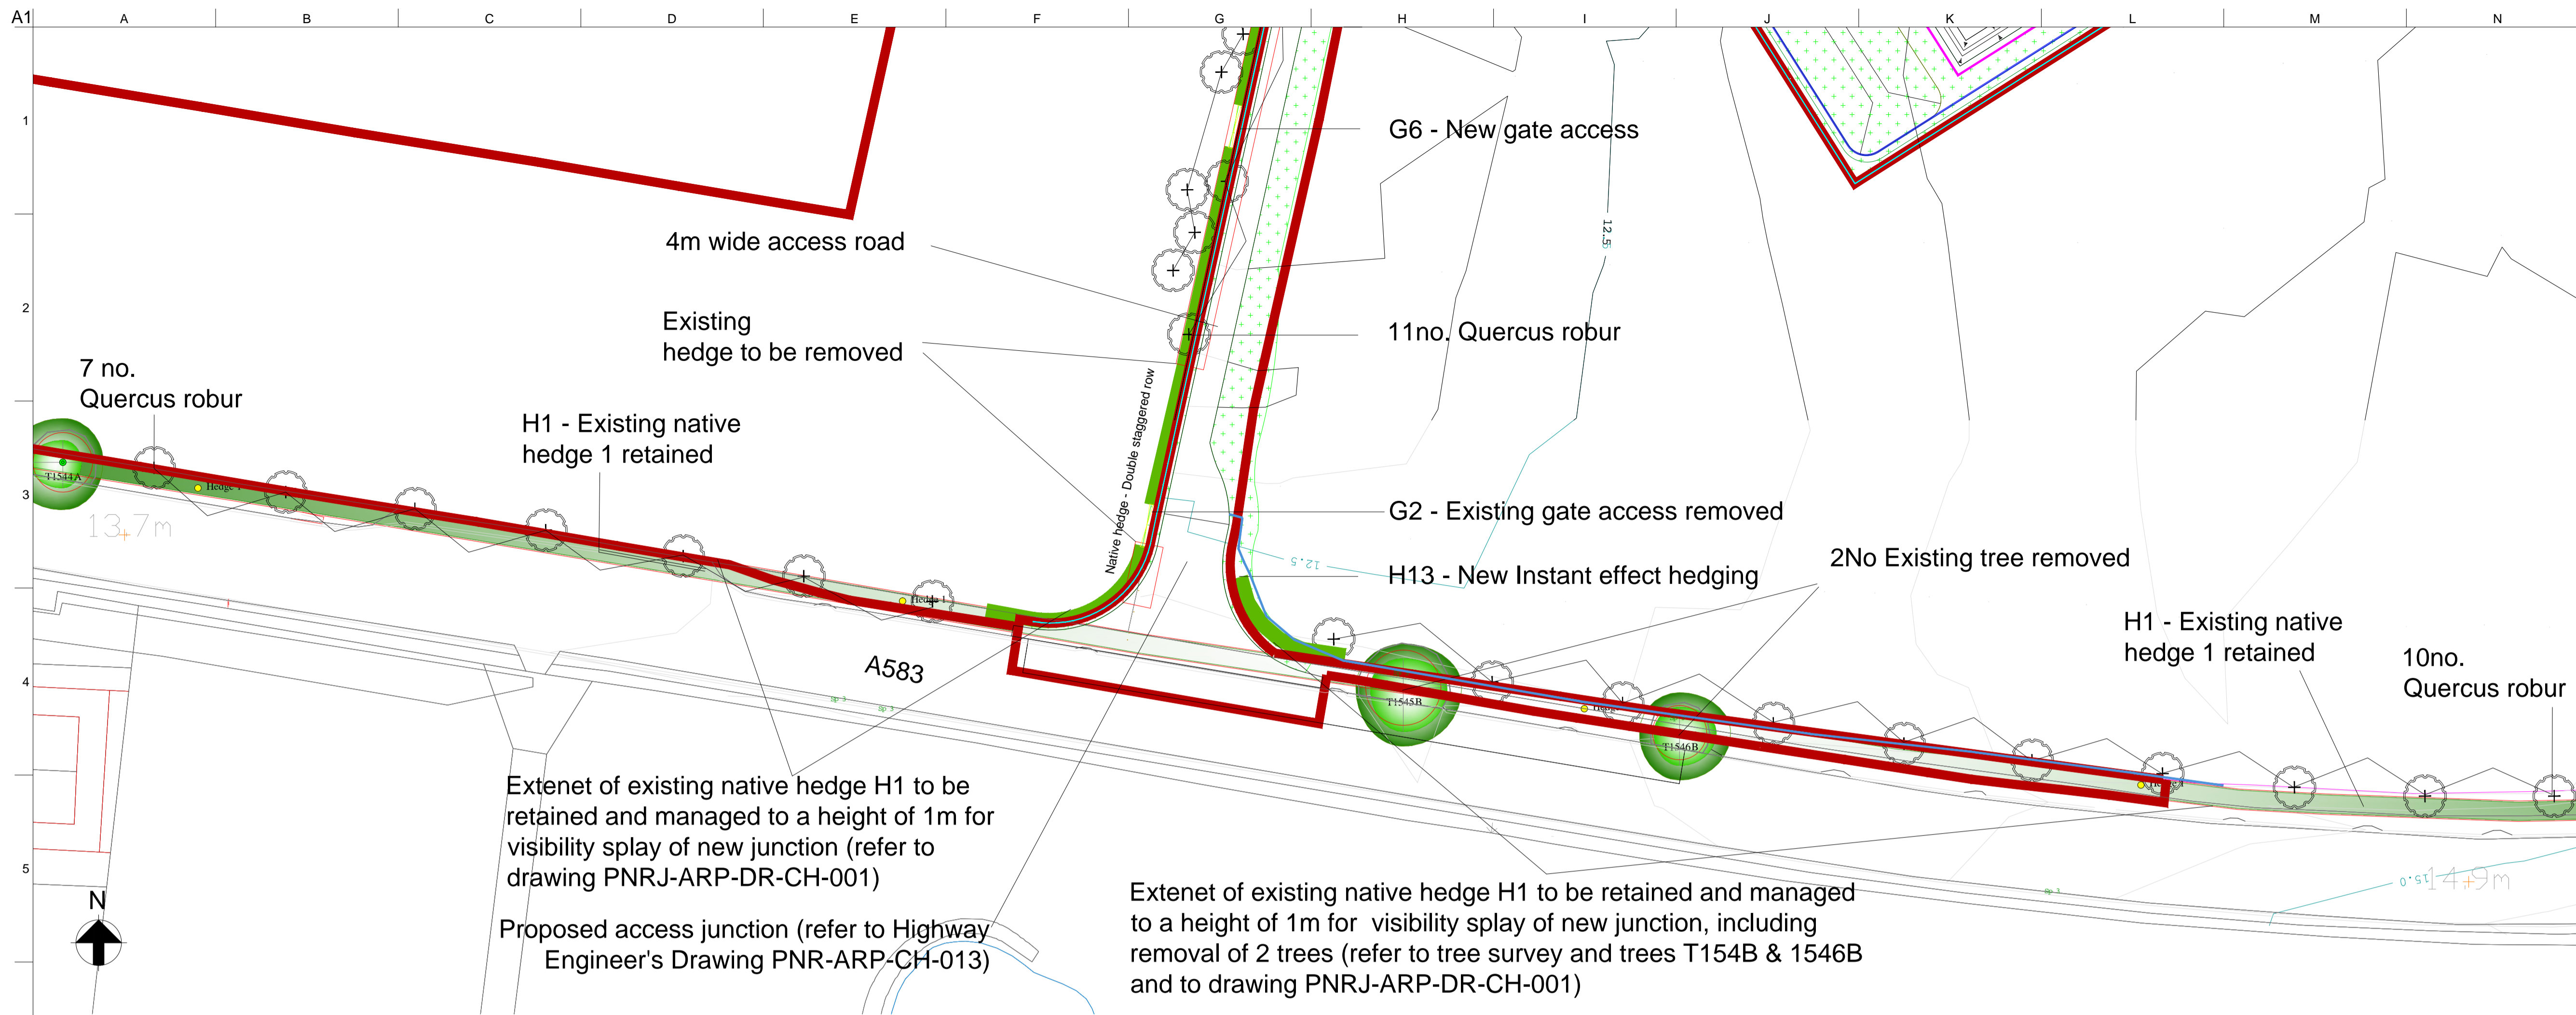 A1 A B C D E F G H I J K L M N
1
G6 - New gate access
12.5
4m wide access road
2
Existing
hedge to be removed
11no. Quercus robur
7 no.
Quercus robur
Native hedge - Double staggered row
H1 - Existing native
hedge 1 retained
3
T1544A
Hedge 1
13.7m
G2 - Existing gate access removed
2No Existing tree removed
12.5
H13 - New Instant effect hedging
Hedge 1
H1 - Existing native
hedge 1 retained
10no.
Quercus robur
4
A583
T1545B
T1546B
Extenet of existing native hedge H1 to be
retained and managed to a height of 1m for
visibility splay of new junction (refer to
drawing PNRJ-ARP-DR-CH-001)
5
15.0
14.9m
Extenet of existing native hedge H1 to be retained and managed
to a height of 1m for visibility splay of new junction, including
removal of 2 trees (refer to tree survey and trees T154B & 1546B
and to drawing PNRJ-ARP-DR-CH-001)
N
Proposed access junction (refer to Highway
Engineer's Drawing PNR-ARP-CH-013)